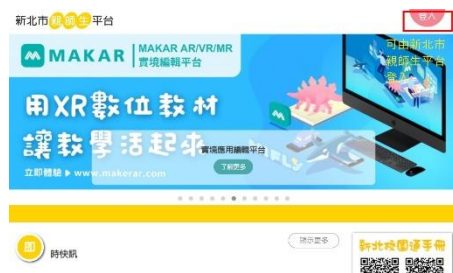 新北市親師生平台
登入
可由新北市
親師生平台
登入
MAKAR
MAKAR AR/VR/MR
實境編輯平台
用XR數位教材
讓教學活起來
實境應用編輯平台
了解更多
立即體驗 ▶ www.makerar.com
即時快訊
顯示更多
新北校園通手冊